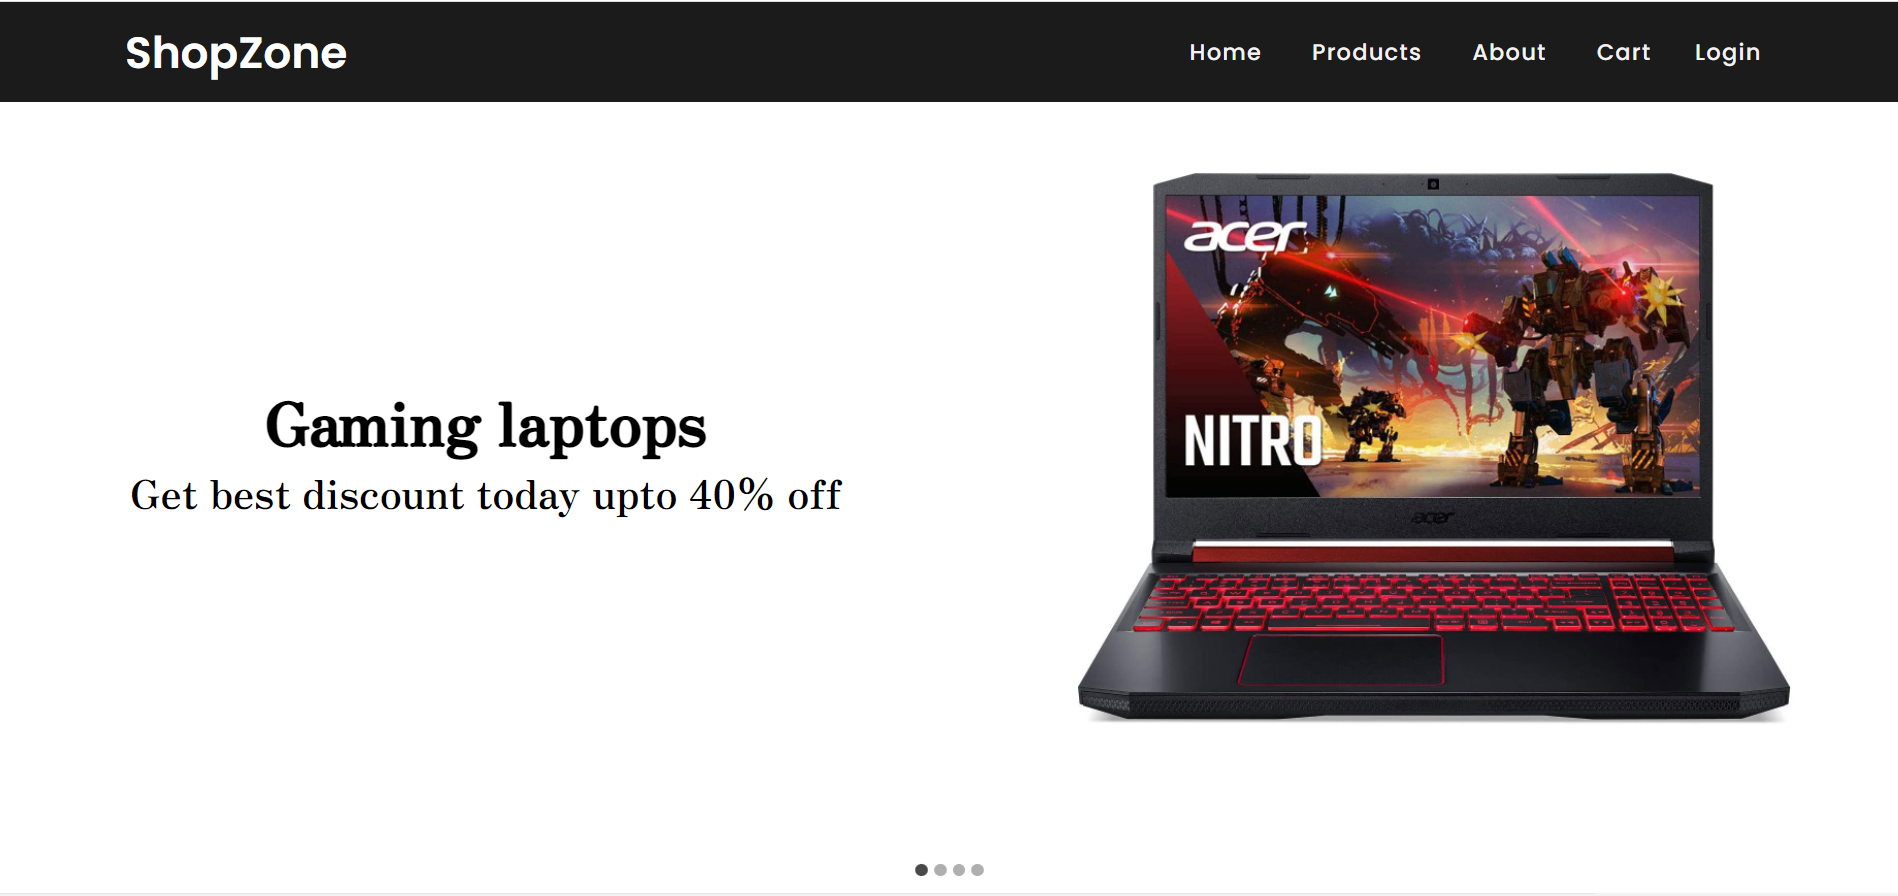 ShopZone
Home Products About Cart Login
acer
NITRO
Gaming laptops
Get best discount today upto 40% off
acer